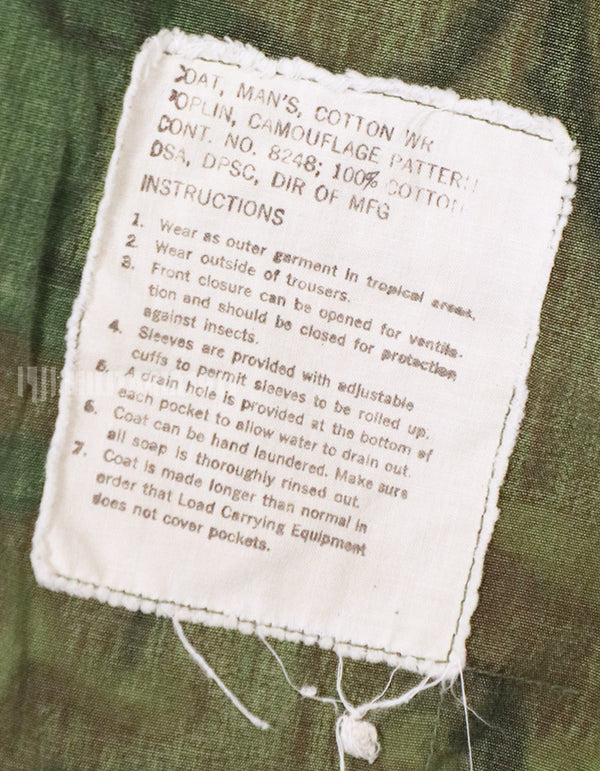 COAT, MAN'S, COTTON WR
POPLIN, CAMOUFLAGE PATTERN
CONT. NO. 8248; 100% COTTON
DSA, DPSC, DIR OF MFG
INSTRUCTIONS
1. Wear as outer garment in tropical areas.
2. Wear outside of trousers.
3. Front closure can be opened for ventila-
tion and should be closed for protection
against insects.
4. Sleeves are provided with adjustable
cuffs to permit sleeves to be rolled up.
5. A drain hole is provided at the bottom of
each pocket to allow water to drain out.
6. Coat can be hand laundered. Make sure
all soap is thoroughly rinsed out.
7. Coat is made longer than normal in
order that Load Carrying Equipment
does not cover pockets.